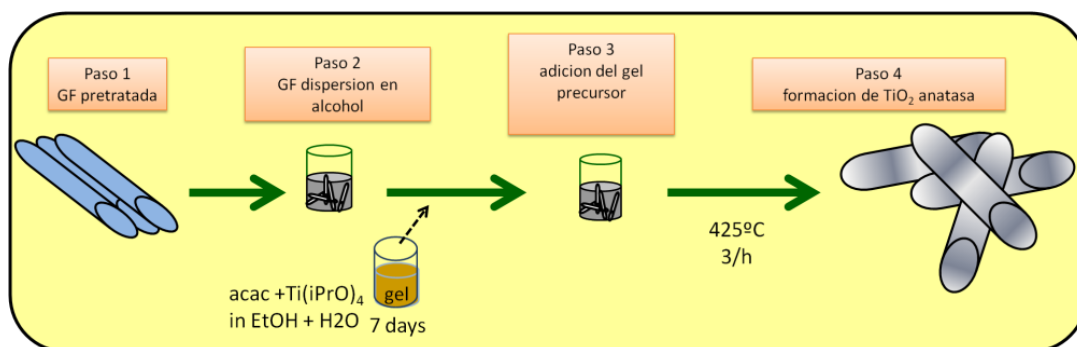 Paso 1
GF pretratada
Paso 2
GF dispersion en
alcohol
Paso 3
adicion del gel
precursor
Paso 4
formacion de TiO₂ anatasa
acac +Ti(iPrO)₄
in EtOH + H2O
gel
7 days
425ºC
3/h